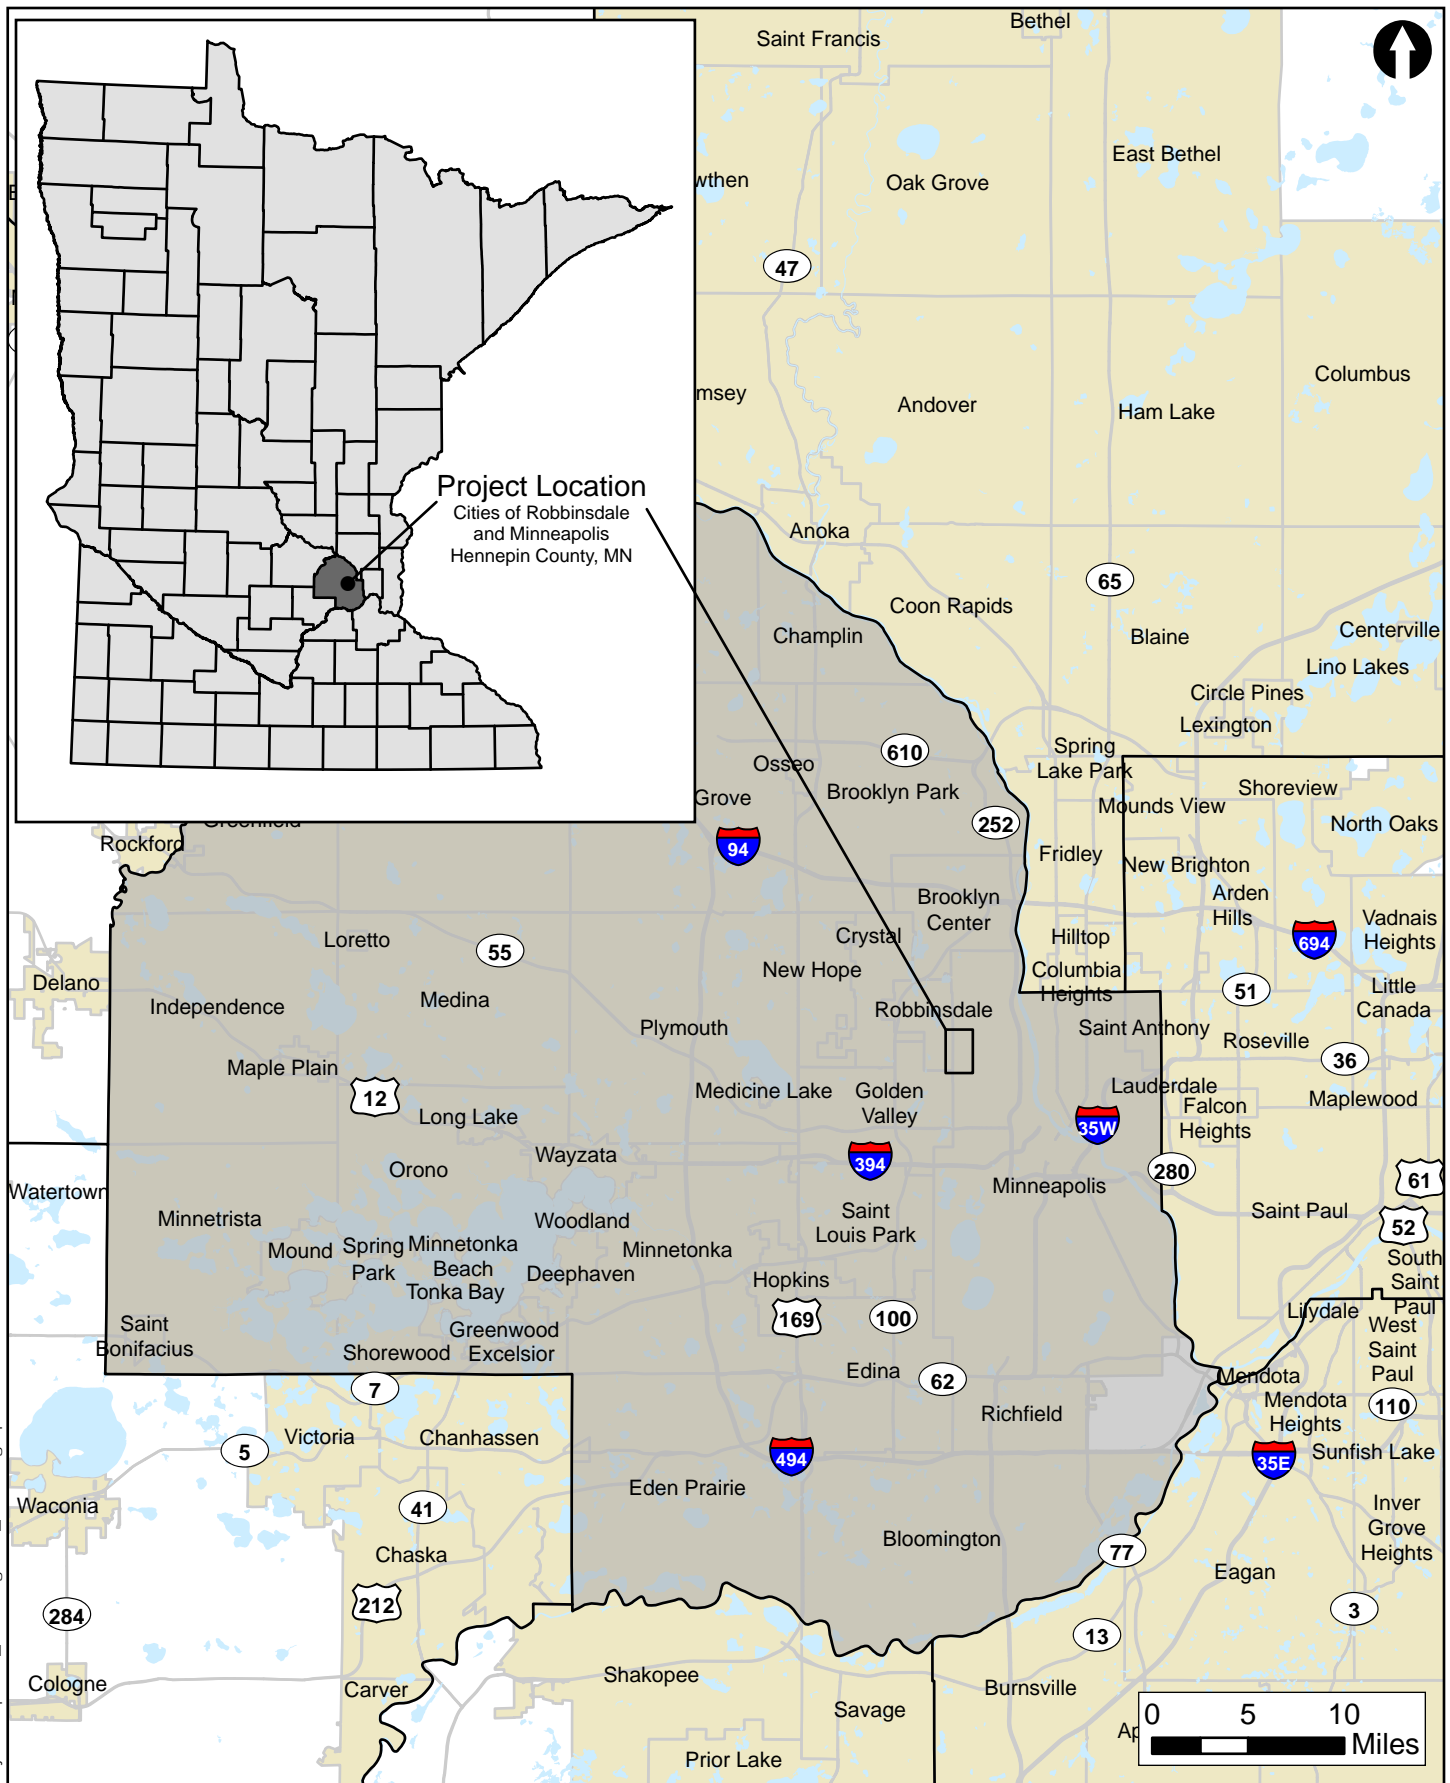 Bethel
Saint Francis
East Bethel
Oak Grove
wthen
47
Columbus
msey
Andover
Ham Lake
Project Location
Cities of Robbinsdale
and Minneapolis
Hennepin County, MN
Anoka
65
Coon Rapids
Champlin
Blaine
Centerville
Lino Lakes
Circle Pines
Lexington
Spring
Lake Park
610
Osseo
Brooklyn Park
Grove
Shoreview
Mounds View
252
North Oaks
Greenfield
Rockford
94
Fridley
New Brighton
Arden
Hills
Brooklyn
Center
Vadnais
Heights
694
Crystal
Hilltop
Loretto
55
New Hope
Columbia
Heights
Delano
51
Little
Canada
Independence
Medina
Robbinsdale
Plymouth
Saint Anthony
Roseville
36
Maple Plain
12
Medicine Lake
Golden
Valley
Lauderdale
Falcon
Heights
Maplewood
Long Lake
35W
Wayzata
394
Orono
280
61
Watertown
Minneapolis
Minnetrista
Woodland
Saint
Louis Park
Saint Paul
52
Mound
Spring
Park
Minnetonka
Beach
Minnetonka
Deephaven
Tonka Bay
Hopkins
South
Saint
Paul
169
100
Lilydale
West
Saint
Paul
Saint
Bonifacius
Greenwood
Excelsior
Shorewood
7
Edina
62
Mendota
Mendota
Heights
110
Richfield
Victoria
Chanhassen
5
494
35E
Sunfish Lake
Eden Prairie
Waconia
41
Inver
Grove
Heights
Bloomington
77
Chaska
Eagan
212
284
3
13
Shakopee
Cologne
Carver
Burnsville
Savage
Ap
Prior Lake
0 5 10
Miles